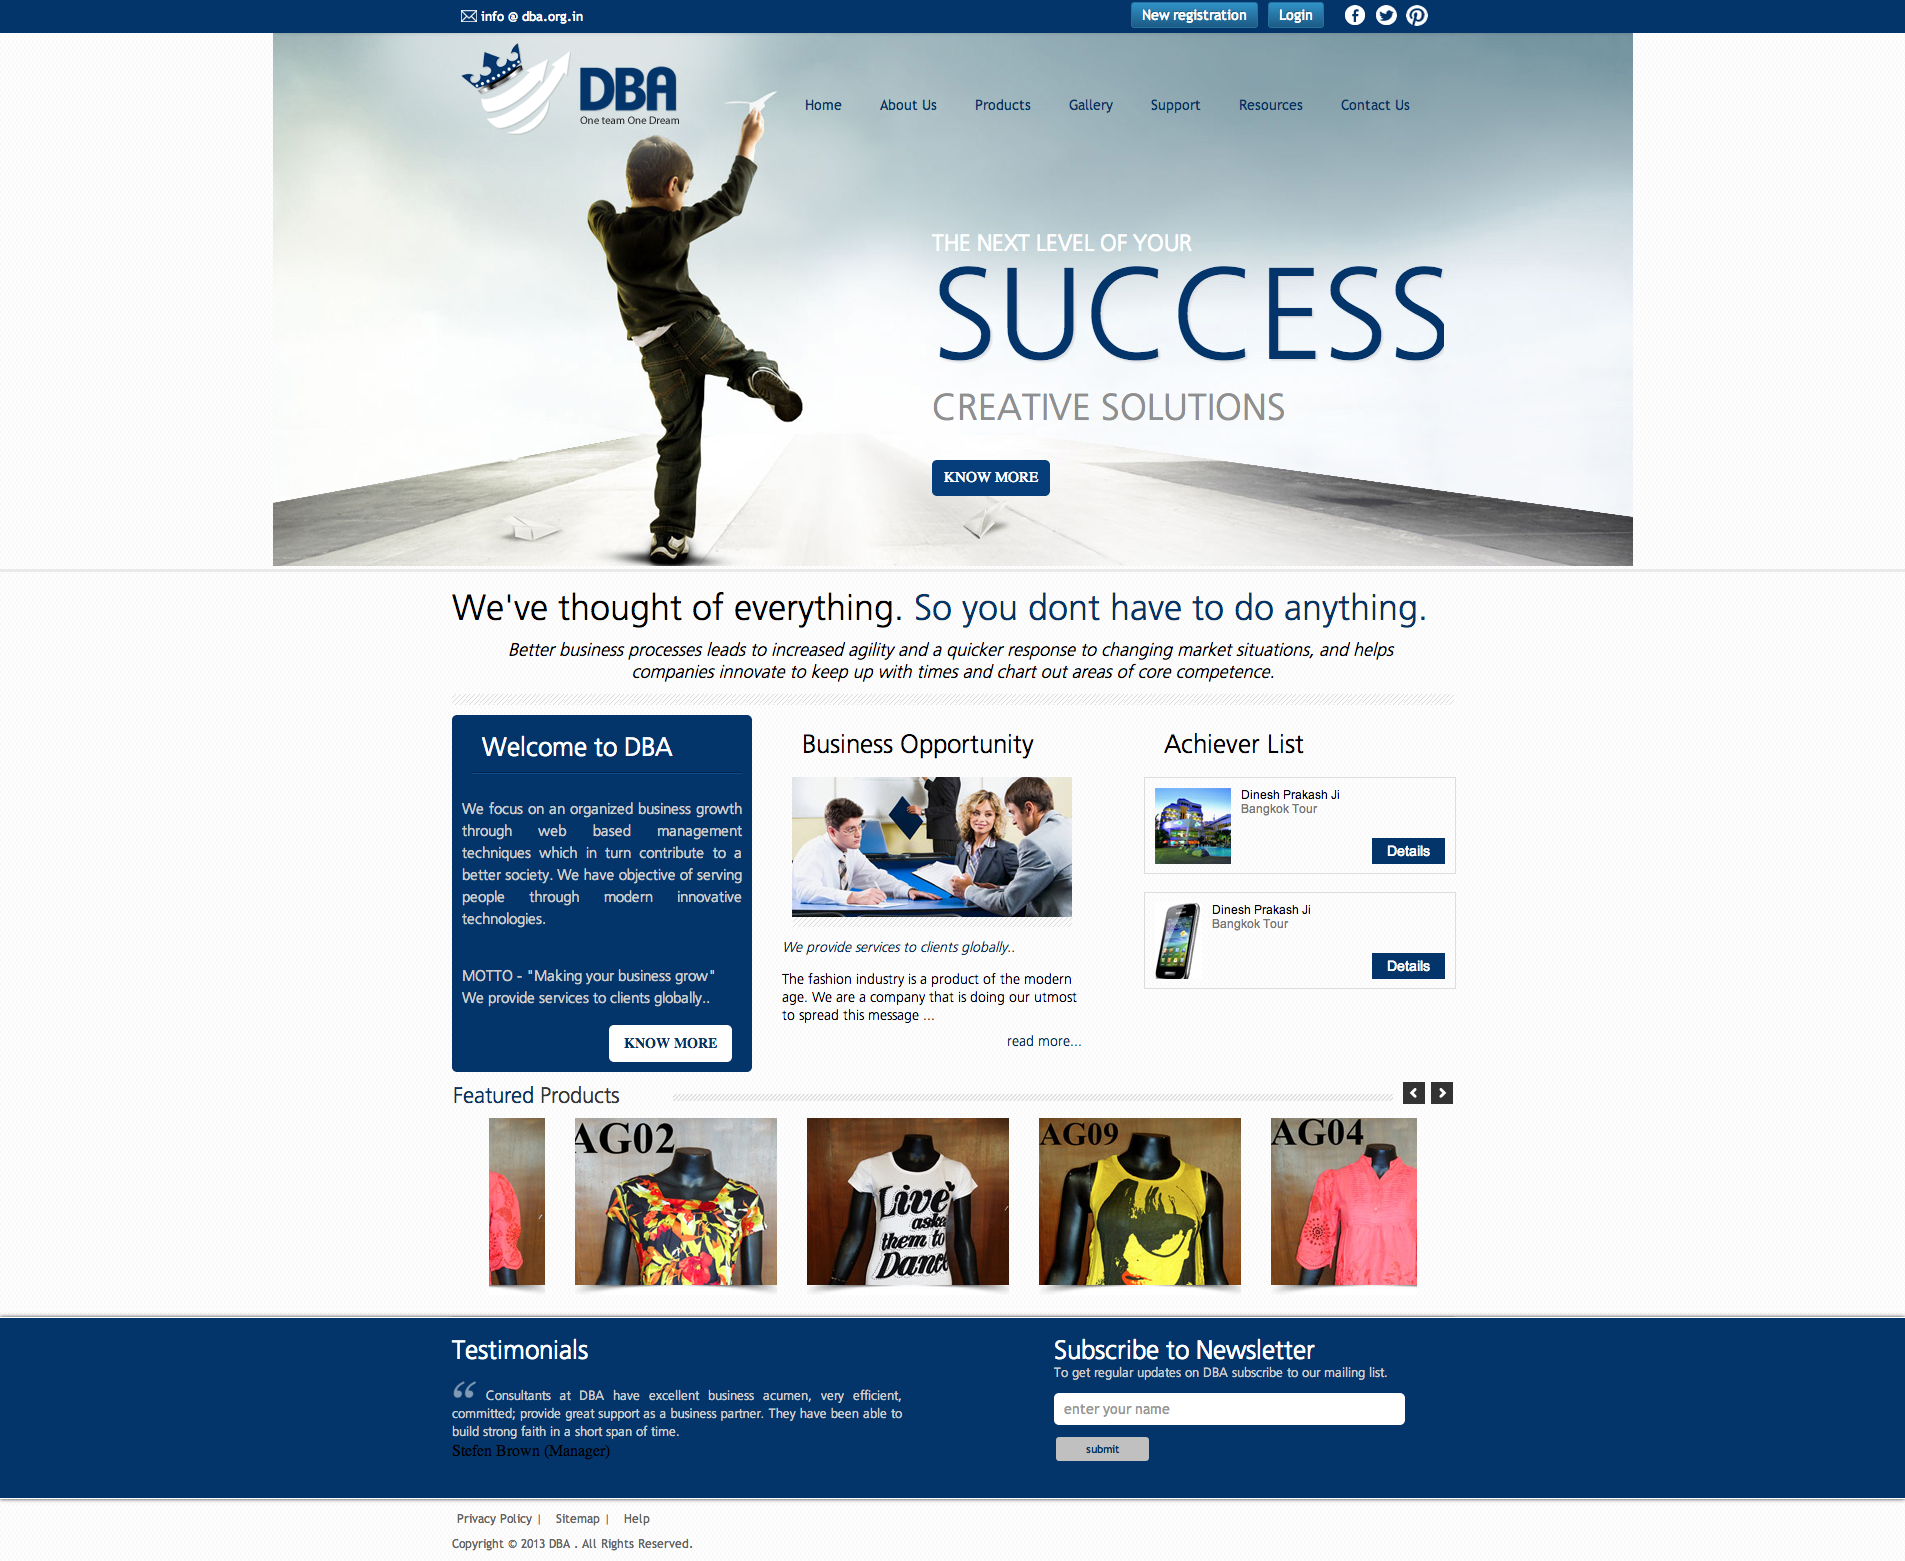 info @ dba.org.in
New registration
Login
DBA
One team One Dream
Home
About Us
Products
Gallery
Support
Resources
Contact Us
THE NEXT LEVEL OF YOUR
SUCCESS
CREATIVE SOLUTIONS
KNOW MORE
We've thought of everything. So you dont have to do anything.
Better business processes leads to increased agility and a quicker response to changing market situations, and helps
companies innovate to keep up with times and chart out areas of core competence.
Welcome to DBA
We focus on an organized business growth
through web based management
techniques which in turn contribute to a
better society. We have objective of serving
people through modern innovative
technologies.
MOTTO - "Making your business grow"
We provide services to clients globally..
KNOW MORE
Business Opportunity
We provide services to clients globally..
The fashion industry is a product of the modern
age. We are a company that is doing our utmost
to spread this message ...
read more...
Achiever List
Dinesh Prakash Ji
Bangkok Tour
Details
Dinesh Prakash Ji
Bangkok Tour
Details
Featured Products
AG02
Live
aske
them to
Dance
AG09
AG04
Testimonials
“ Consultants at DBA have excellent business acumen, very efficient,
committed; provide great support as a business partner. They have been able to
build strong faith in a short span of time.
Stefen Brown (Manager)
Subscribe to Newsletter
To get regular updates on DBA subscribe to our mailing list.
enter your name
submit
Privacy Policy | Sitemap | Help
Copyright © 2013 DBA . All Rights Reserved.